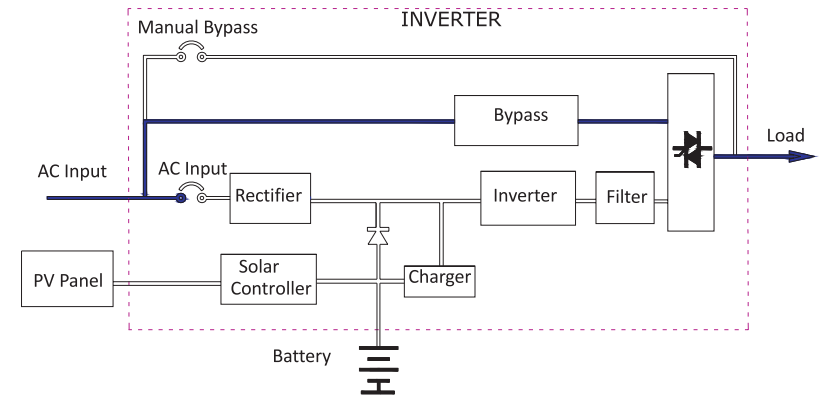 INVERTER
Manual Bypass
Bypass
Load
AC Input
AC Input
Rectifier
Inverter
Filter
PV Panel
Solar
Controller
Charger
Battery